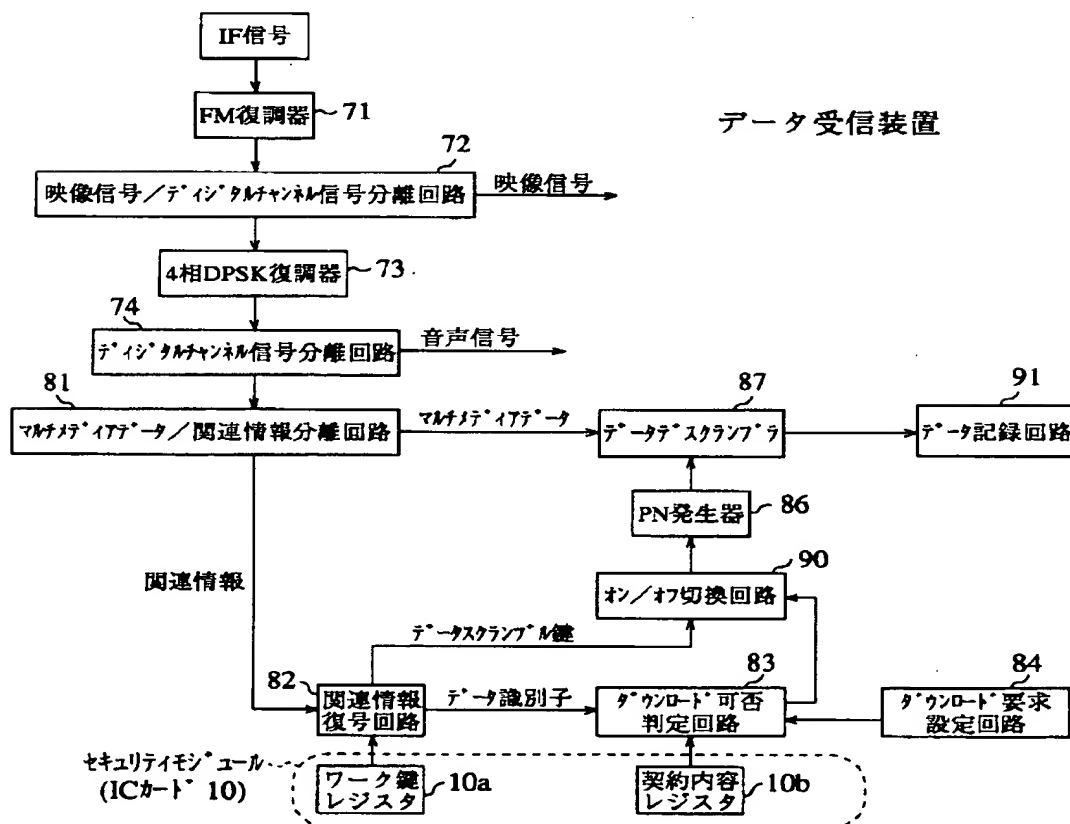 IF信号
FM復調器
71
データ受信装置
72
映像信号／ディジタルチャンネル信号分離回路
映像信号
4相DPSK復調器
73
74
ディジタルチャンネル信号分離回路
音声信号
81
マルチメディアデータ／関連情報分離回路
マルチメディアデータ
87
データデスクランブラ
91
データ記録回路
PN発生器
86
90
オン／オフ切換回路
関連情報
データスクランブル鍵
82
関連情報
復号回路
データ識別子
83
ダウンロード可否
判定回路
84
ダウンロード要求
設定回路
セキュリティモジュール
(ICカード 10)
ワーク鍵
レジスタ
10a
契約内容
レジスタ
10b